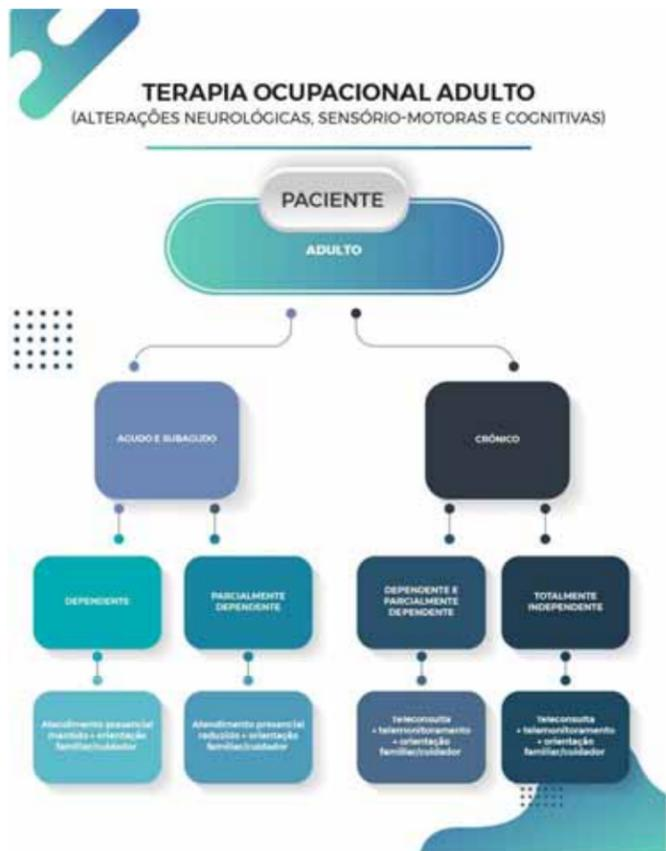 TERAPIA OCUPACIONAL ADULTO
(ALTERAÇÕES NEUROLÓGICAS, SENSÓRIO-MOTORAS E COGNITIVAS)
PACIENTE
ADULTO
AGUDO E SUBAGUDO
CRÔNICO
DEPENDENTE
PARCIALMENTE
DEPENDENTE
DEPENDENTE E
PARCIALMENTE
DEPENDENTE
TOTALMENTE
INDEPENDENTE
Atendimento presencial
mantido + orientação
familiar/cuidador
Atendimento presencial
reduzido + orientação
familiar/cuidador
Teleconsulta
+ telemonitoramento
+ orientação
familiar/cuidador
Teleconsulta
+ telemonitoramento
+ orientação
familiar/cuidador